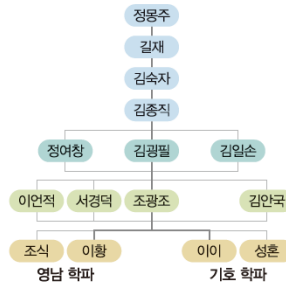 정몽주
길재
김숙자
김종직
정여창 김굉필 김일손
이언적 서경덕 조광조 김안국
조식 이황 이이 성혼
영남 학파 기호 학파